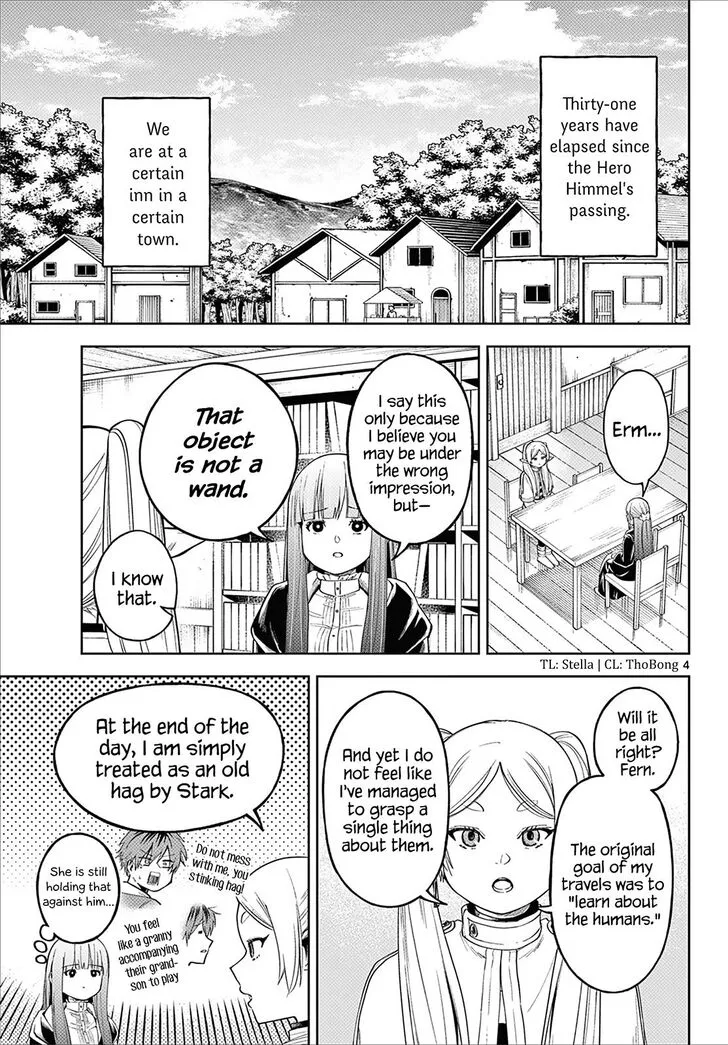 Thirty-one
years have
elapsed since
the Hero
Himmel's
passing.
We
are at a
certain
inn in a
certain
town.
Erm...
I say this
only because
I believe you
may be under
the wrong
impression,
but—
That
object
is not a
wand.
I know
that.
TL: Stella | CL: ThoBong 4
Will it
be all
right?
Fern.
The original
goal of my
travels was to
"learn about
the humans."
And yet I do
not feel like
I've managed
to grasp
a single
thing
about them.
At the end of the
day, I am simply
treated as an old
hag by Stark.
Do not mess
with me, you
stinking hag!
You feel
like a granny
accompanying
their grand-
son to play
She is still
holding that
against him...